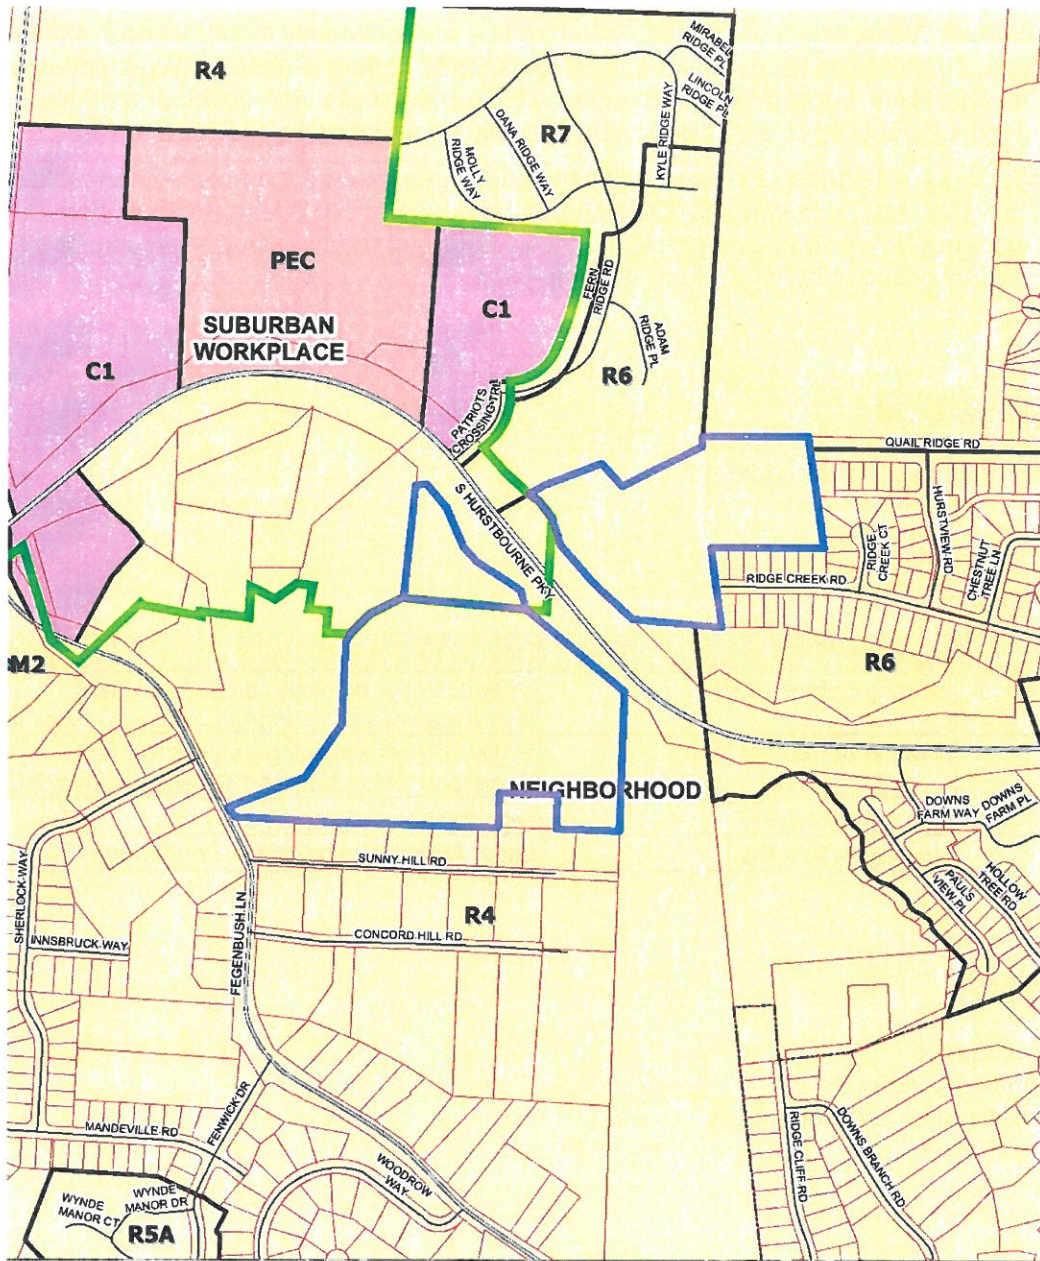 R4
MIRABEL
RIDGE PL
LINCOLN
RIDGE PL
R7
DANA RIDGE WAY
KYLE RIDGE WAY
MOLLY
RIDGE WAY
PEC
C1
FERN
RIDGE RD
SUBURBAN
WORKPLACE
ADAM
RIDGE PL
C1
R6
PATRIOTS
CROSSING TRL
QUAIL RIDGE RD
S HURSTBOURNE PKY
HURSTVIEW RD
RIDGE
CREEK CT
CHESTNUT
TREE LN
RIDGE CREEK RD
M2
R6
NEIGHBORHOOD
DOWNS
FARM WAY
DOWNS
FARM PL
SUNNY HILL RD
HOLLOW
TREE RD
PAULS
VIEW PL
SHERLOCK WAY
R4
FEGENBUSH LN
CONCORD HILL RD
INNSBRUCK WAY
FENWICK DR
MANDEVILLE RD
DOWNS BRANCH RD
RIDGE CLIFF RD
WOODROW
WAY
WYNDE
MANOR CT
WYNDE
MANOR DR
R5A